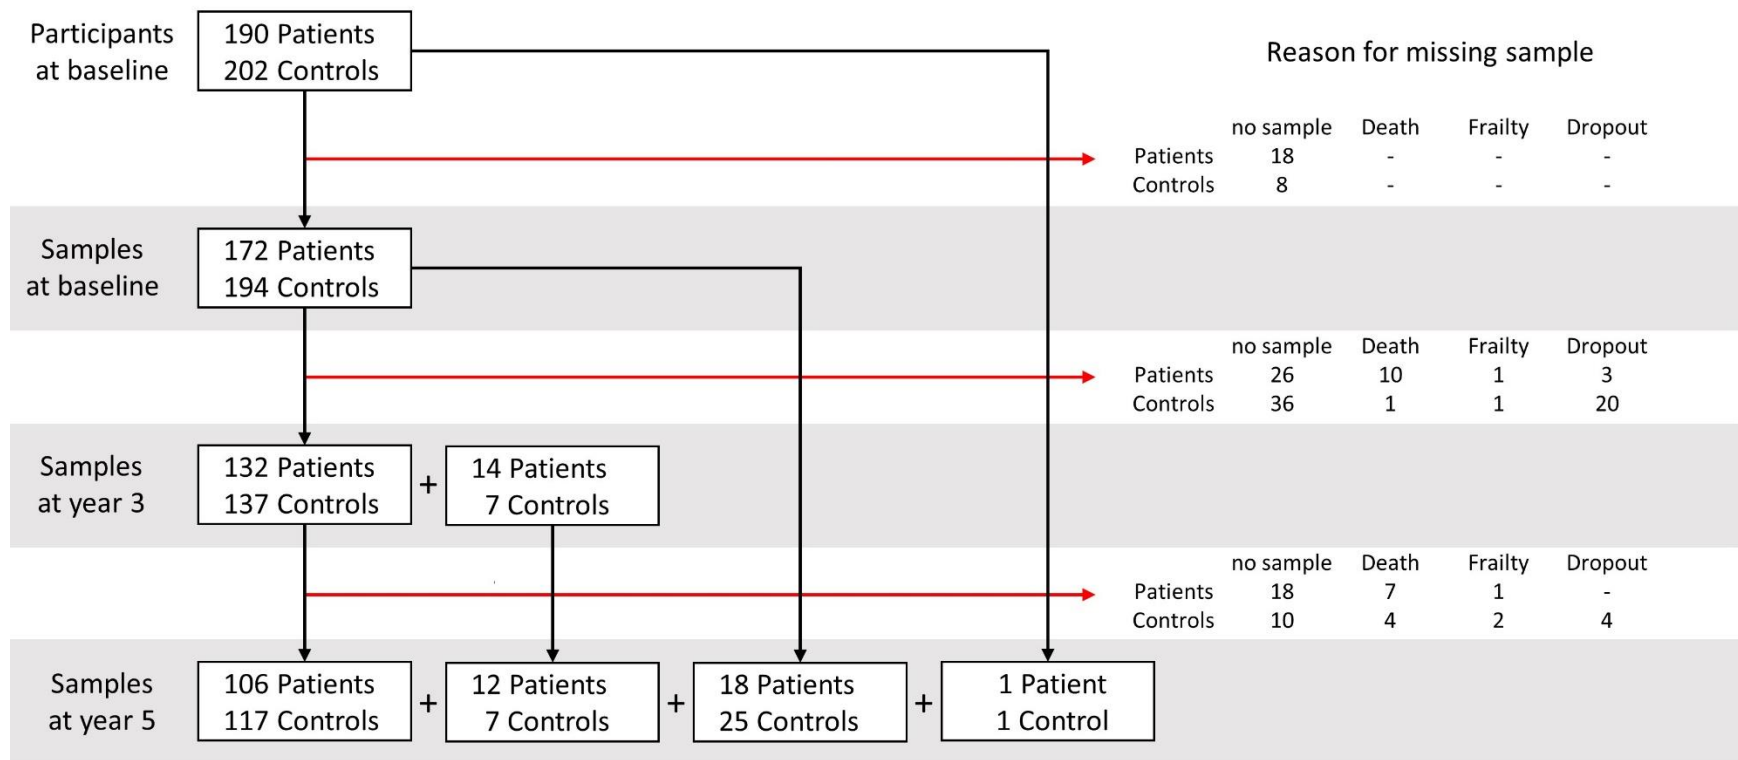 Participants
at baseline
190 Patients
202 Controls
Reason for missing sample
no sample Death Frailty Dropout
Patients 18 - - -
Controls 8 - - -
Samples
at baseline
172 Patients
194 Controls
no sample Death Frailty Dropout
Patients 26 10 1 3
Controls 36 1 1 20
Samples
at year 3
132 Patients
137 Controls
+
14 Patients
7 Controls
no sample Death Frailty Dropout
Patients 18 7 1 -
Controls 10 4 2 4
Samples
at year 5
106 Patients
117 Controls
+
12 Patients
7 Controls
+
18 Patients
25 Controls
+
1 Patient
1 Control